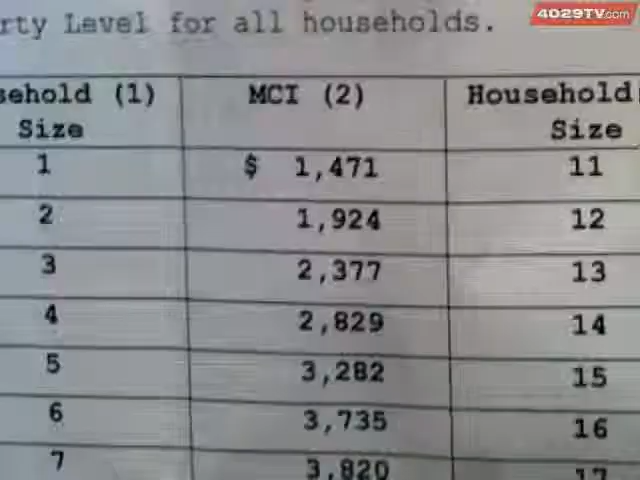 4029TV.com
rty Level for all households.
sehold (1) MCI (2) Household
Size Size
1 $ 1,471 11
2 1,924 12
3 2,377 13
4 2,829 14
5 3,282 15
6 3,735 16
7 3,820 17